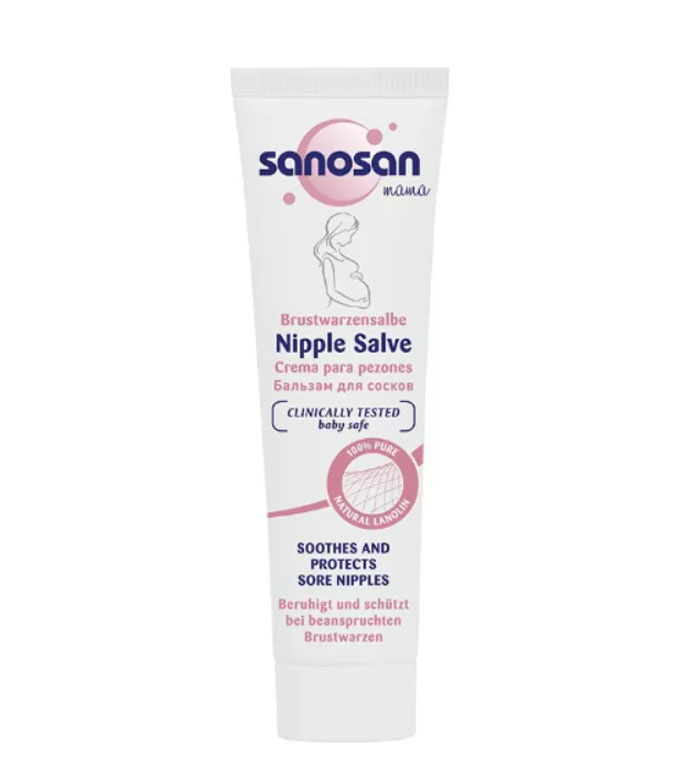 sanosan
mama
Brustwarzensalbe
Nipple Salve
Crema para pezones
Бальзам для сосков
CLINICALLY TESTED
baby safe
100% PURE
NATURAL LANOLIN
SOOTHES AND
PROTECTS
SORE NIPPLES
Beruhigt und schützt
bei beanspruchten
Brustwarzen